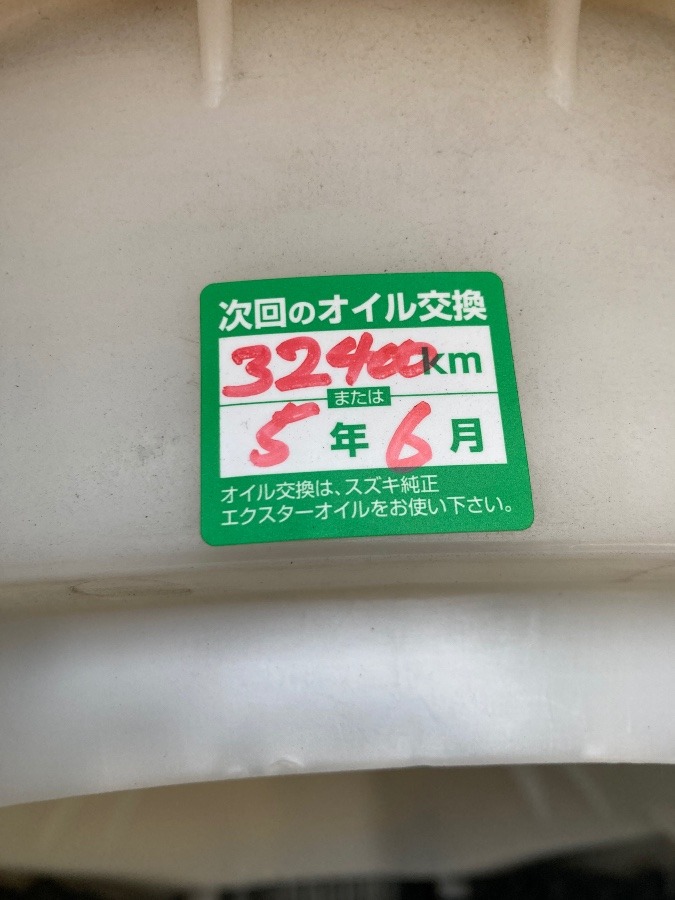 次回のオイル交換
32400km
または
5年6月
オイル交換は、スズキ純正
エクスターオイルをお使い下さい。